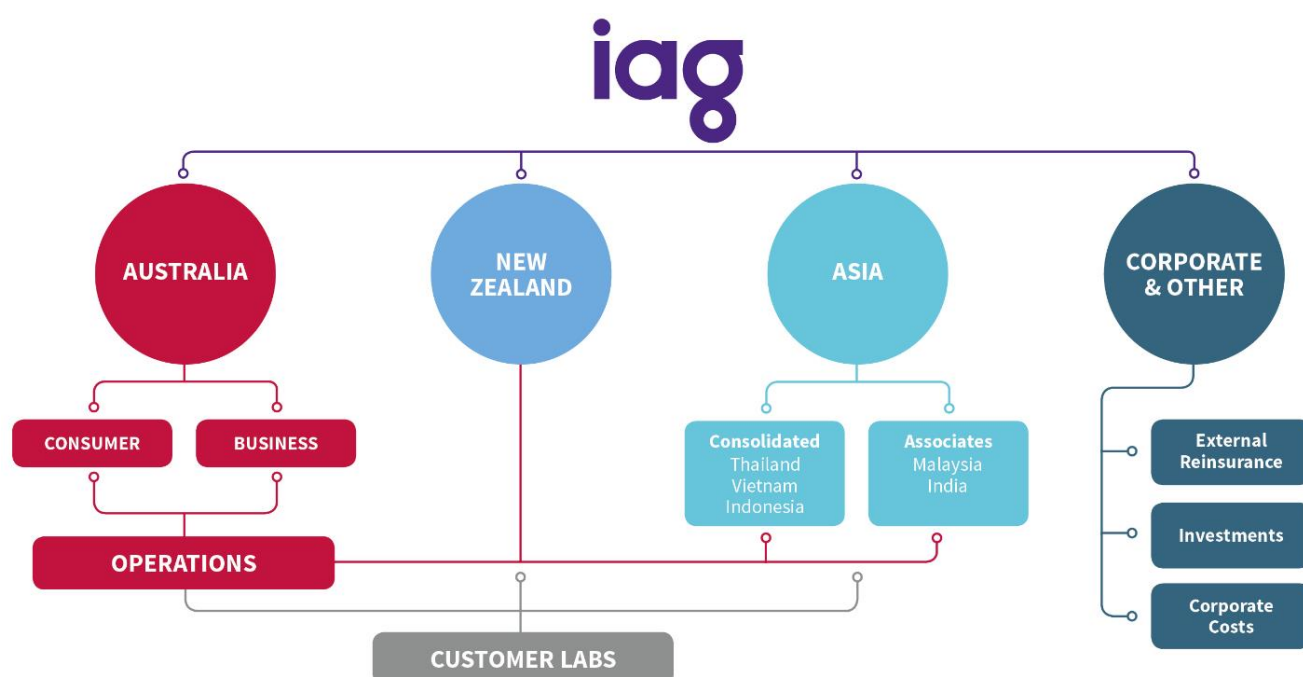 iag
AUSTRALIA
NEW
ZEALAND
ASIA
CORPORATE
& OTHER
CONSUMER
BUSINESS
Consolidated
Thailand
Vietnam
Indonesia
Associates
Malaysia
India
External
Reinsurance
Investments
Corporate
Costs
OPERATIONS
CUSTOMER LABS